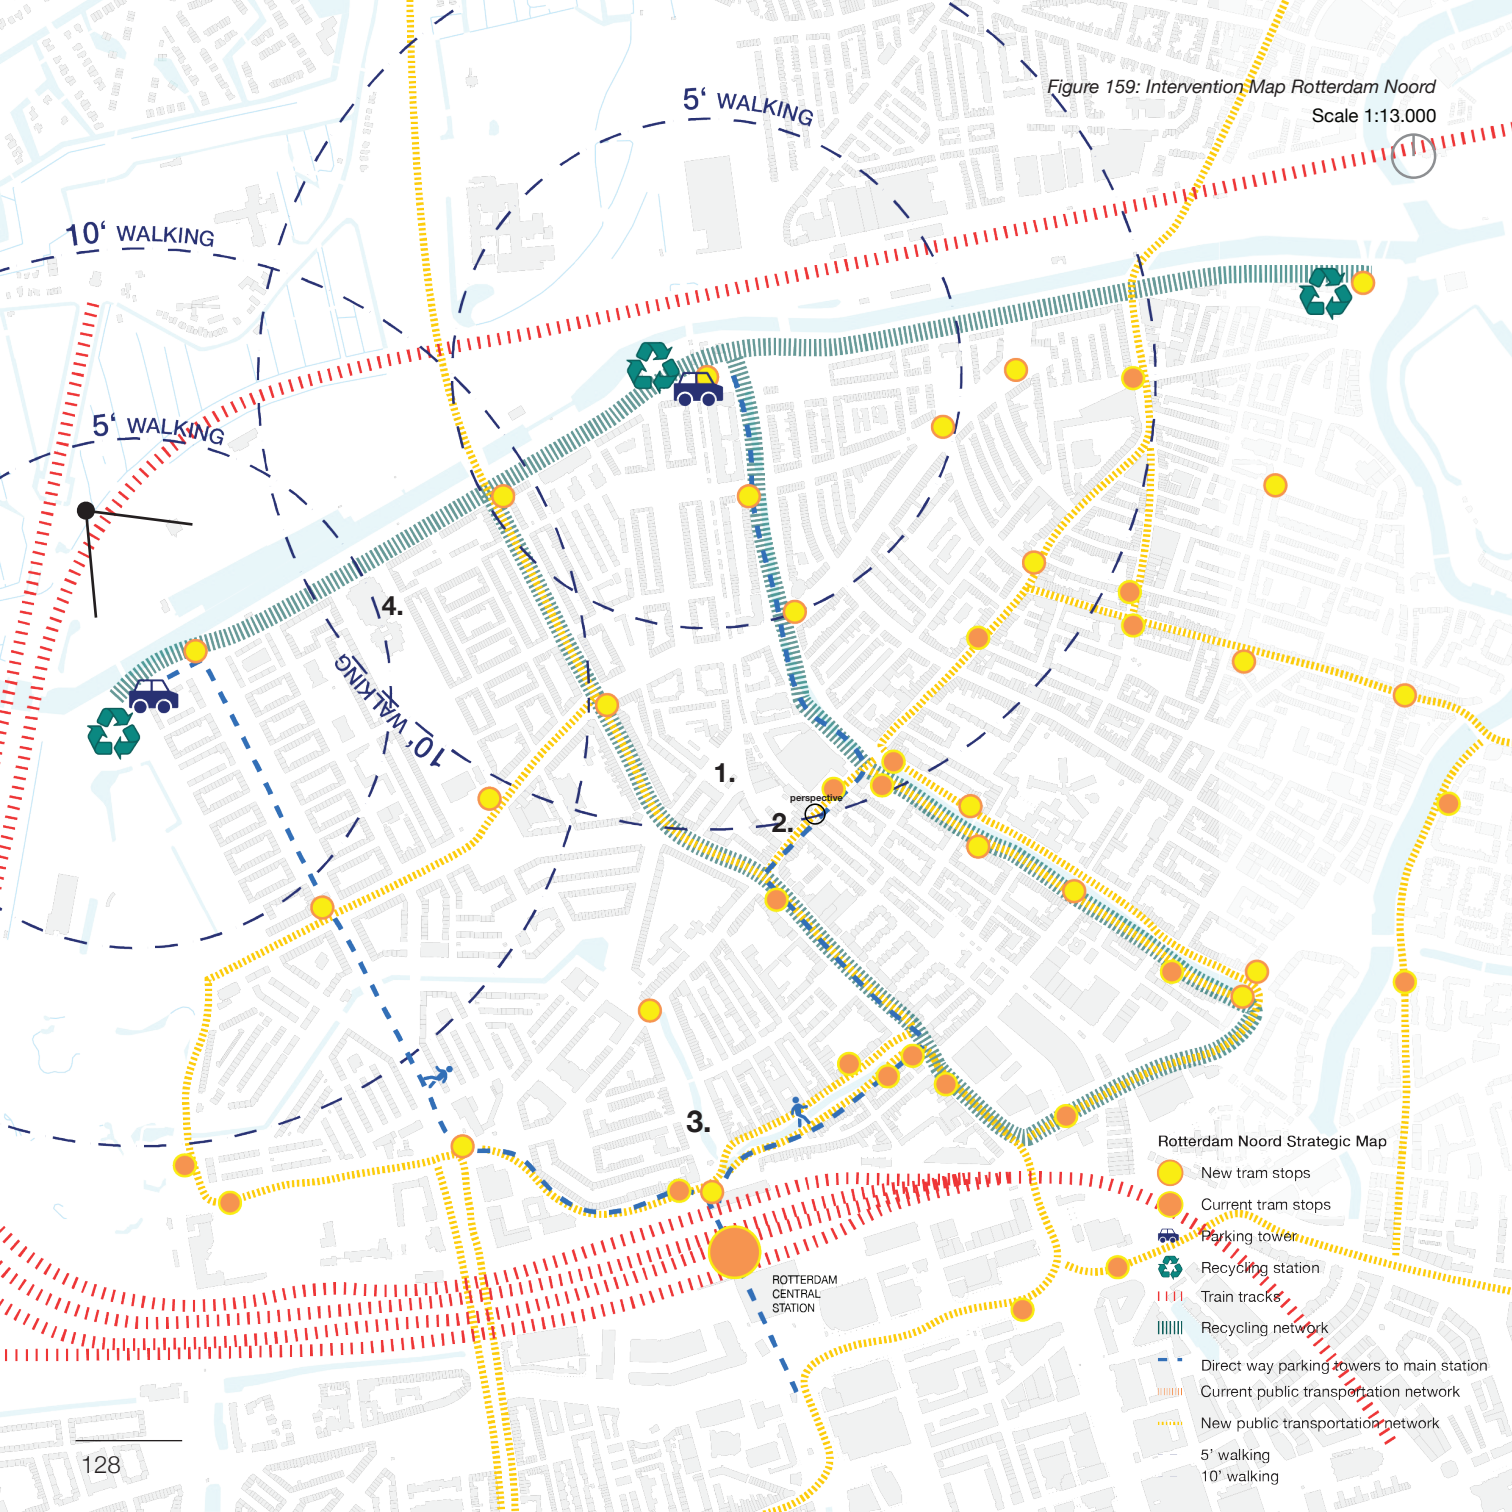 Figure 159: Intervention Map Rotterdam Noord
Scale 1:13.000
5‘ WALKING
10‘ WALKING
5‘ WALKING
4.
10‘ WALKING
1.
perspective
2.
3.
ROTTERDAM
CENTRAL
STATION
Rotterdam Noord Strategic Map
New tram stops
Current tram stops
Parking tower
Recycling station
Train tracks
Recycling network
Direct way parking towers to main station
Current public transportation network
New public transportation network
5’ walking
10’ walking
128